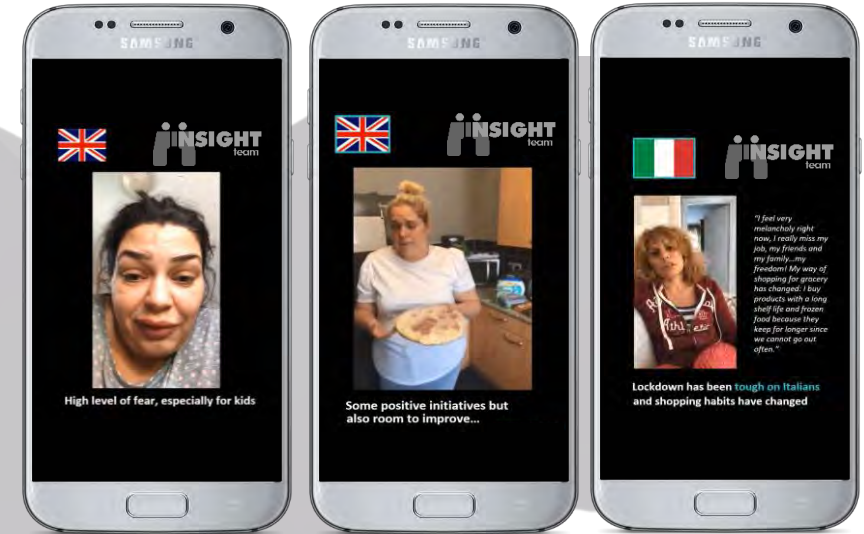 SAMSUNG
INSIGHT
team
High level of fear, especially for kids
SAMSUNG
INSIGHT
team
Some positive initiatives but
also room to improve...
SAMSUNG
INSIGHT
team
"I feel very
melancholy right
now, I really miss my
job, my friends and
my family...my
freedom! My way of
shopping for grocery
has changed: I buy
products with a long
shelf life and frozen
food because they
keep for longer since
we cannot go out
often."
Lockdown has been tough on Italians
and shopping habits have changed